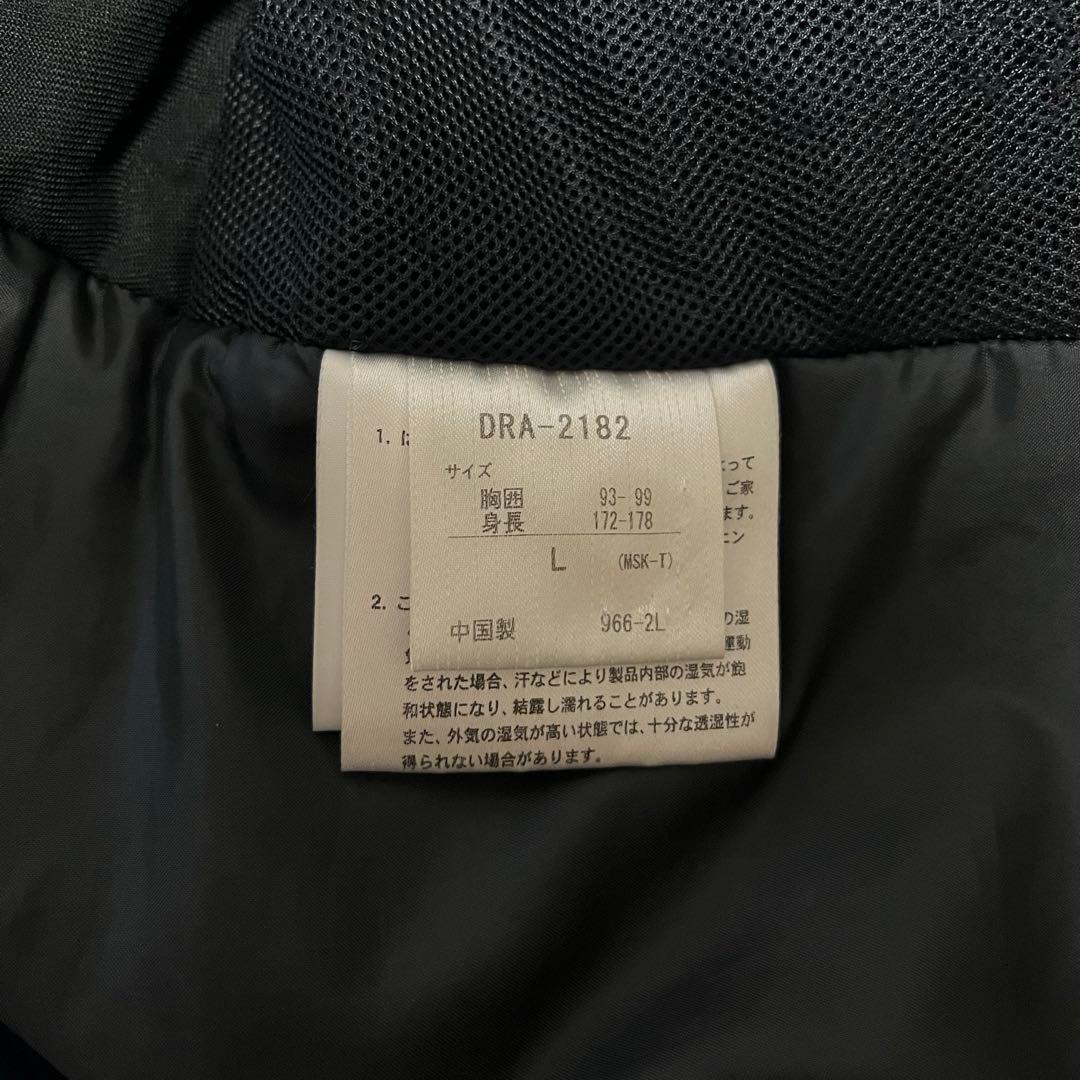 DRA-2182
サイズ
胸囲 93-99
身長 172-178
L (MSK-T)
中国製 966-2L
1. は
よって
ご家
ます。
ニン
2. こ
の湿
運動
をされた場合、汗などにより製品内部の湿気が飽
和状態になり、結露し濡れることがあります。
また、外気の湿気が高い状態では、十分な透湿性が
得られない場合があります。